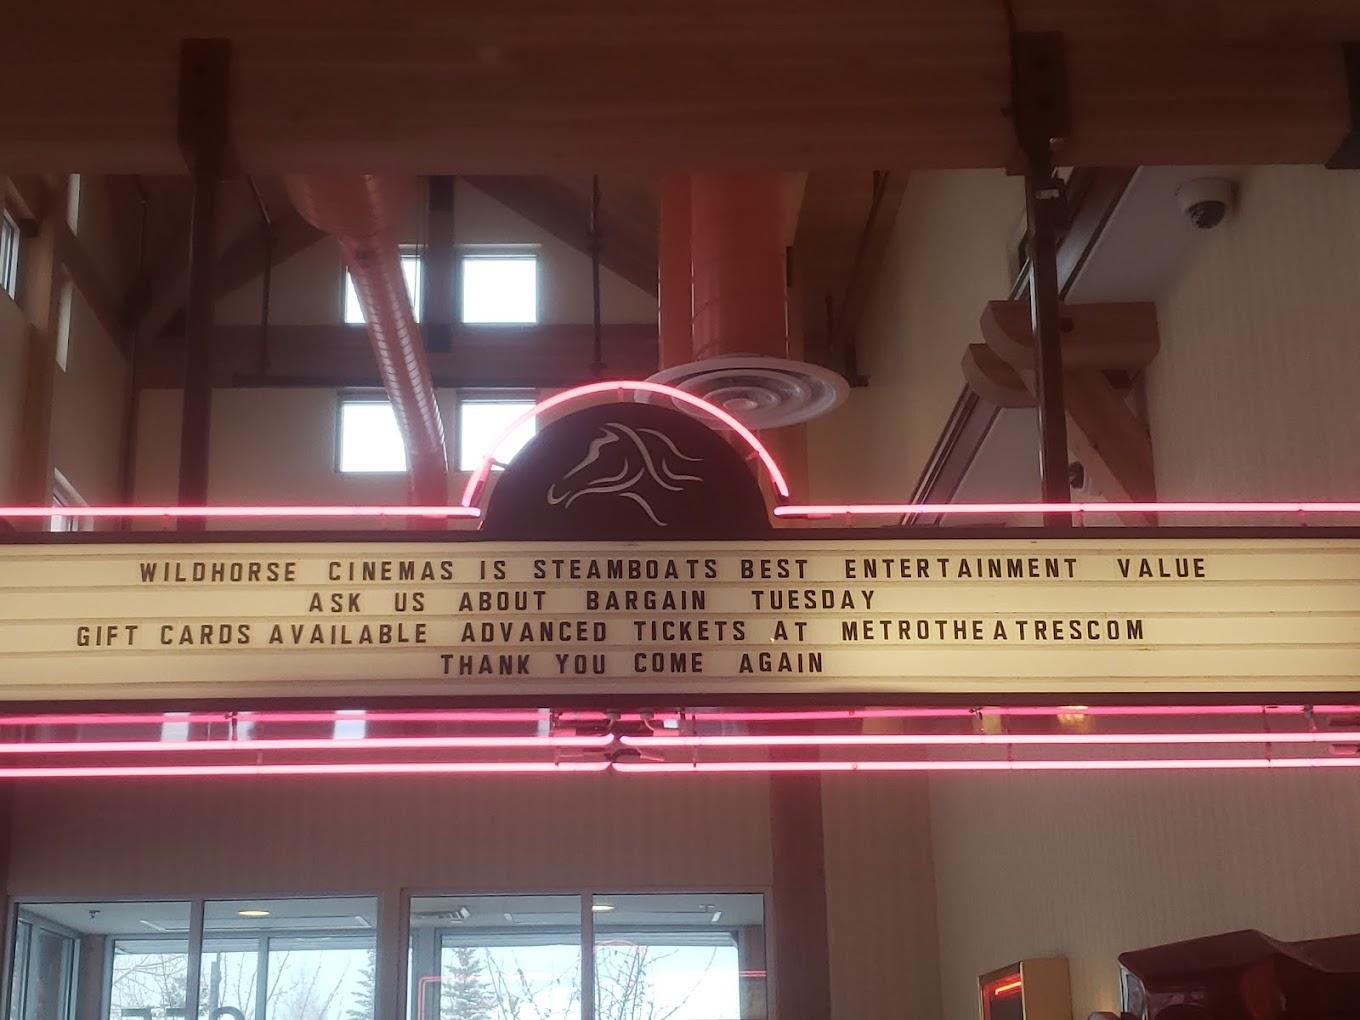 WILDHORSE CINEMAS IS STEAMBOATS BEST ENTERTAINMENT VALUE
ASK US ABOUT BARGAIN TUESDAY
GIFT CARDS AVAILABLE ADVANCED TICKETS AT METROTHEATRESCOM
THANK YOU COME AGAIN